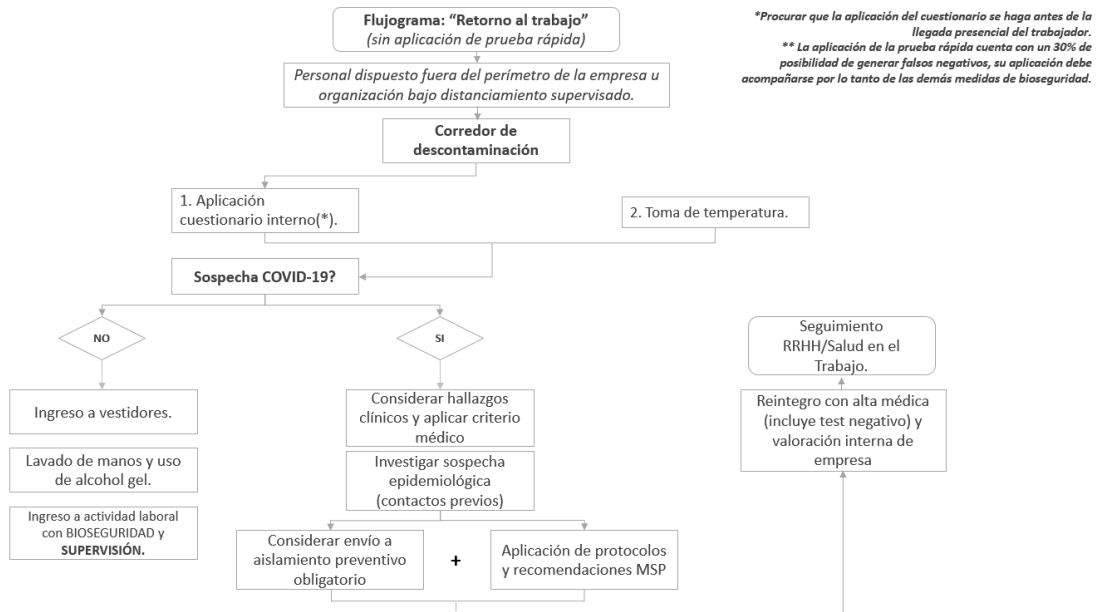 Flujograma: “Retorno al trabajo”
(sin aplicación de prueba rápida)
*Procurar que la aplicación del cuestionario se haga antes de la
llegada presencial del trabajador.
** La aplicación de la prueba rápida cuenta con un 30% de
posibilidad de generar falsos negativos, su aplicación debe
acompañarse por lo tanto de las demás medidas de bioseguridad.
Personal dispuesto fuera del perímetro de la empresa u
organización bajo distanciamiento supervisado.
Corredor de
descontaminación
1. Aplicación
cuestionario interno(*).
2. Toma de temperatura.
Sospecha COVID-19?
NO
SI
Ingreso a vestidores.
Lavado de manos y uso
de alcohol gel.
Ingreso a actividad laboral
con BIOSEGURIDAD y
SUPERVISIÓN.
Considerar hallazgos
clínicos y aplicar criterio
médico
Investigar sospecha
epidemiológica
(contactos previos)
Considerar envío a
aislamiento preventivo
obligatorio
+
Aplicación de protocolos
y recomendaciones MSP
Seguimiento
RRHH/Salud en el
Trabajo.
Reintegro con alta médica
(incluye test negativo) y
valoración interna de
empresa